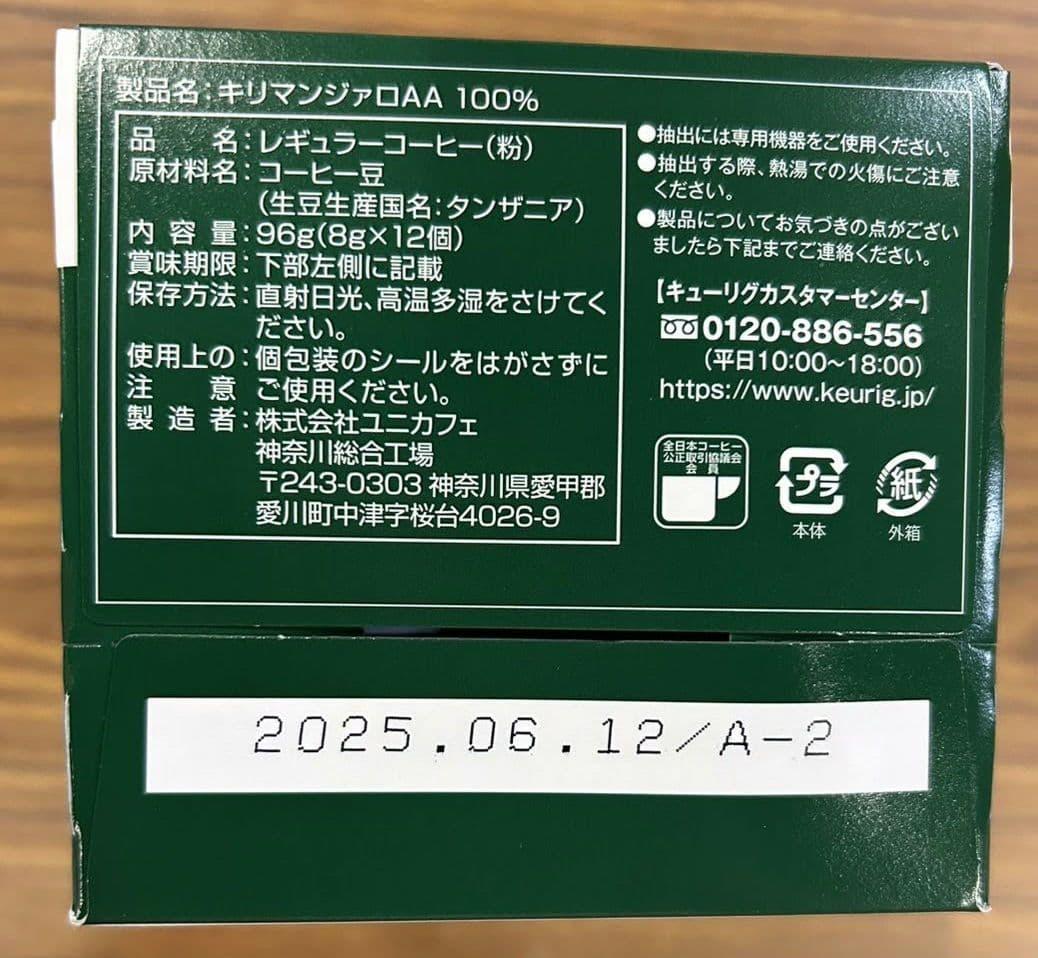 製品名:キリマンジァロAA 100%
品名:レギュラーコーヒー(粉)
原材料名:コーヒー豆
(生豆生産国名:タンザニア)
内容量:96g(8g×12個)
賞味期限:下部左側に記載
保存方法:直射日光、高温多湿をさけてく
ださい。
使用上の:個包装のシールをはがさずに
注意 ご使用ください。
製造者:株式会社ユニカフェ
神奈川総合工場
〒243-0303 神奈川県愛甲郡
愛川町中津字桜台4026-9
●抽出には専用機器をご使用ください。
●抽出する際、熱湯での火傷にご注意
ください。
●製品についてお気づきの点がござい
ましたら下記までご連絡ください。
【キューリグカスタマーセンター】
0120-886-556
(平日10:00~18:00)
https://www.keurig.jp/
全日本コーヒー
公正取引協議会
会員
プラ
本体
紙
外箱
2025.06.12/A-2